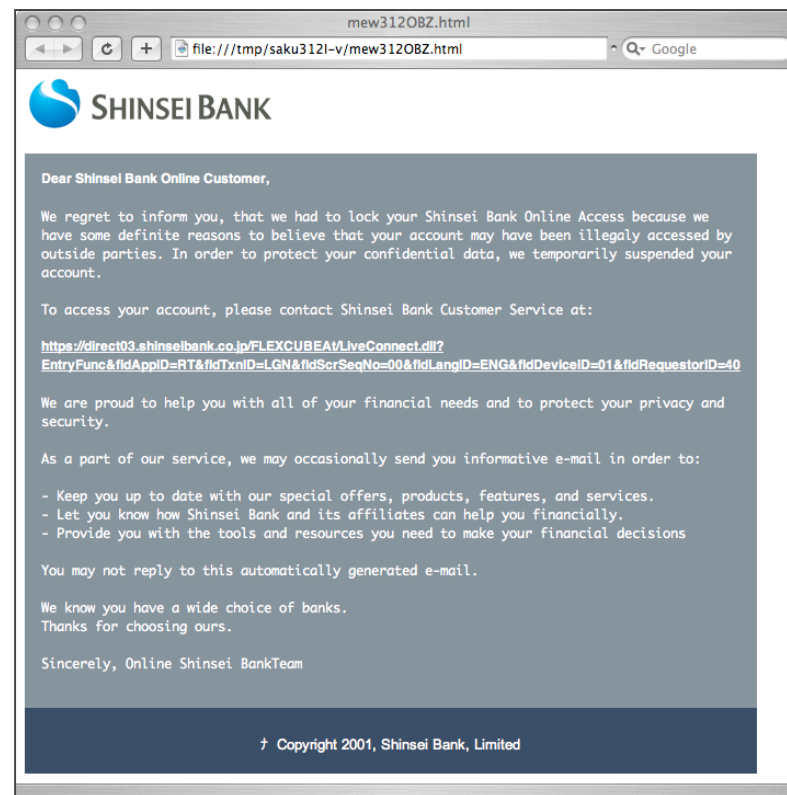 mew312OBZ.html
file:///tmp/saku312l-v/mew312OBZ.html
Google
SHINSEI BANK
Dear Shinsei Bank Online Customer,
We regret to inform you, that we had to lock your Shinsei Bank Online Access because we
have some definite reasons to believe that your account may have been illegaly accessed by
outside parties. In order to protect your confidential data, we temporarily suspended your
account.
To access your account, please contact Shinsei Bank Customer Service at:
https://direct03.shinseibank.co.jp/FLEXCUBEAt/LiveConnect.dll?
EntryFunc&fldAppID=RT&fldTxnID=LGN&fldScrSeqNo=00&fldLangID=ENG&fldDeviceID=01&fldRequestorID=40
We are proud to help you with all of your financial needs and to protect your privacy and
security.
As a part of our service, we may occasionally send you informative e-mail in order to:
- Keep you up to date with our special offers, products, features, and services.
- Let you know how Shinsei Bank and its affiliates can help you financially.
- Provide you with the tools and resources you need to make your financial decisions
You may not reply to this automatically generated e-mail.
We know you have a wide choice of banks.
Thanks for choosing ours.
Sincerely, Online Shinsei BankTeam
ナ Copyright 2001, Shinsei Bank, Limited